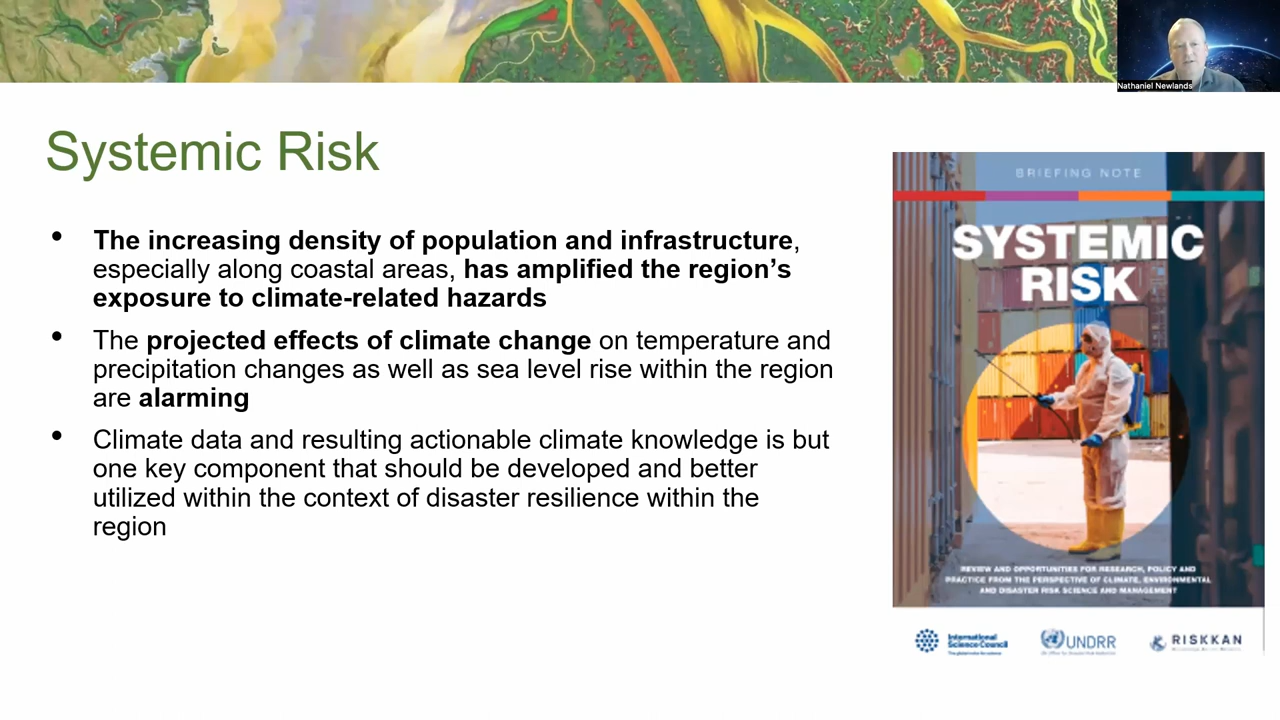 Nathaniel Newlands
Systemic Risk
• The increasing density of population and infrastructure,
especially along coastal areas, has amplified the region’s
exposure to climate-related hazards
• The projected effects of climate change on temperature and
precipitation changes as well as sea level rise within the region
are alarming
• Climate data and resulting actionable climate knowledge is but
one key component that should be developed and better
utilized within the context of disaster resilience within the
region
BRIEFING NOTE
SYSTEMIC
RISK
REVIEW AND OPPORTUNITIES FOR RESEARCH, POLICY AND
PRACTICE FROM THE PERSPECTIVE OF CLIMATE, ENVIRONMENTAL
AND DISASTER RISK SCIENCE AND MANAGEMENT
International
Science Council
UNDRR
RISKKAN